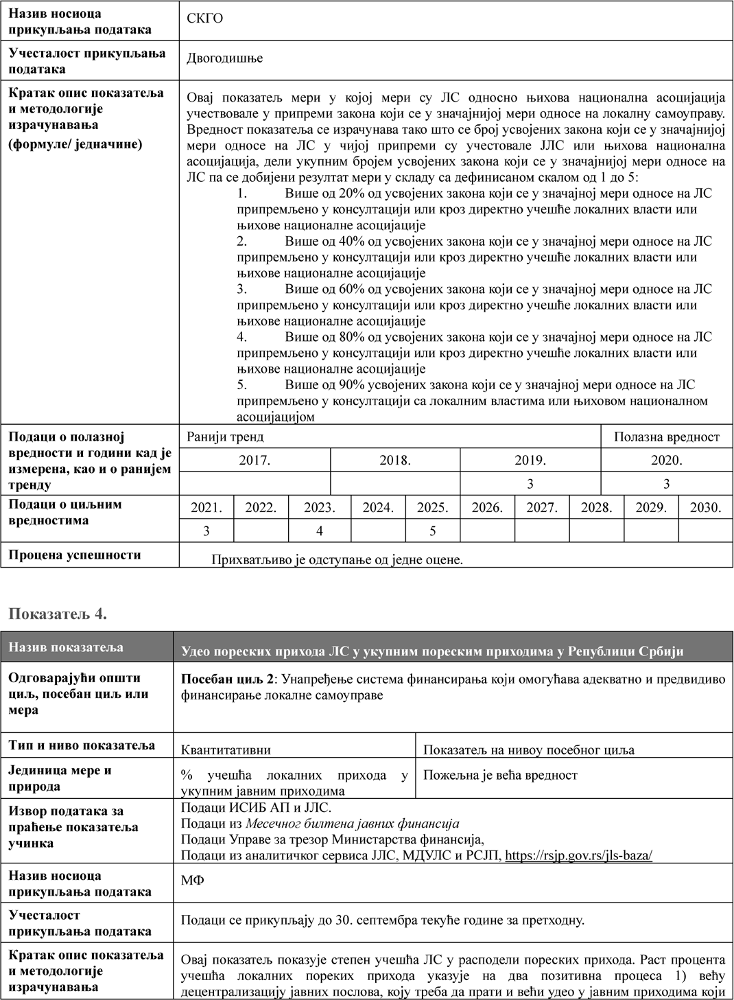 Назив носиоца
прикупљања података
СКГО
Учесталост прикупљања
података
Двогодишње
Кратак опис показатеља
и методологије
израчунавања
(формуле/ једначине)
Овај показатељ мери у којој мери су ЛС односно њихова национална асоцијација
учествовале у припреми закона који се у значајнијој мери односе на локалну самоуправу.
Вредност показатеља се израчунава тако што се број усвојених закона који се у значајнијој
мери односе на ЛС у чијој припреми су учестовале ЈЛС или њихова национална
асоцијација, дели укупним бројем усвојених закона који се у значајнијој мери односе на
ЛС па се добијени резултат мери у складу са дефинисаном скалом од 1 до 5:
1. Више од 20% од усвојених закона који се у значајној мери односе на ЛС
припремљено у консултацији или кроз директно учешће локалних власти или
њихове националне асоцијације
2. Више од 40% од усвојених закона који се у значајној мери односе на ЛС
припремљено у консултацији или кроз директно учешће локалних власти или
њихове националне асоцијације
3. Више од 60% од усвојених закона који се у значајној мери односе на ЛС
припремљено у консултацији или кроз директно учешће локалних власти или
њихове националне асоцијације
4. Више од 80% од усвојених закона који се у значајној мери односе на ЛС
припремљено у консултацији или кроз директно учешће локалних власти или
њихове националне асоцијације
5. Више од 90% усвојених закона који се у значајној мери односе на ЛС
припремљено у консултацији са локалним властима или њиховом националном
асоцијацијом
Подаци о полазној
вредности и години кад је
измерена, као и о ранијем
тренду
Ранији тренд Полазна вредност
2017. 2018. 2019. 2020.
3 3
Подаци о циљним
вредностима
2021. 2022. 2023. 2024. 2025. 2026. 2027. 2028. 2029. 2030.
3 4 5
Процена успешности
Прихватљиво је одступање од једне оцене.
Показатељ 4.
Назив показатеља
Удео пореских прихода ЛС у укупним пореским приходима у Републици Србији
Одговарајући општи
циљ, посебан циљ или
мера
Посебан циљ 2: Унапређење система финансирања који омогућава адекватно и предвидиво
финансирање локалне самоуправе
Тип и ниво показатеља
Квантитативни
Показатељ на нивоу посебног циља
Јединица мере и
природа
% учешћа локалних прихода у
укупним јавним приходима
Пожељна је већа вредност
Извор података за
праћење показатеља
учинка
Подаци ИСИБ АП и ЈЛС.
Подаци из Месечног билтена јавних финансија
Подаци Управе за трезор Министарства финансија,
Подаци из аналитичког сервиса ЈЛС, МДУЛС и РСЈП, https://rsjp.gov.rs/jls-baza/
Назив носиоца
прикупљања података
МФ
Учесталост
прикупљања података
Подаци се прикупљају до 30. септембра текуће године за претходну.
Кратак опис показатеља
и методологије
израчунавања
Овај показатељ показује степен учешћа ЛС у расподели пореских прихода. Раст процента
учешћа локалних пореких прихода указује на два позитивна процеса 1) већу
децентрализацију јавних послова, коју треба да прати и већи удео у јавним приходима који